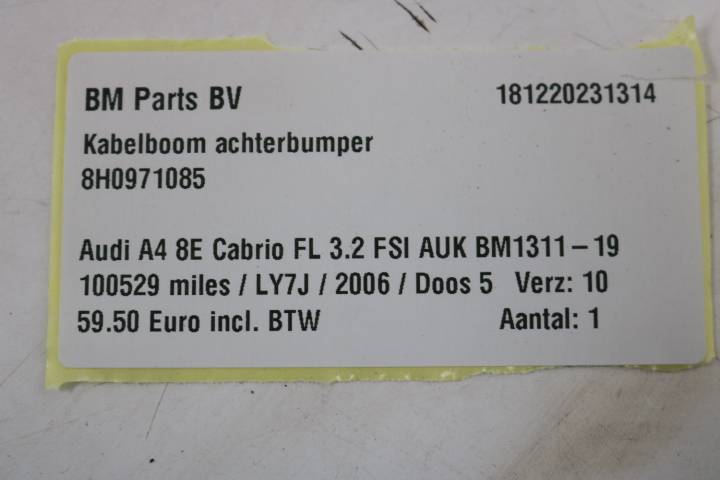 BM Parts BV 181220231314
Kabelboom achterbumper
8H0971085
Audi A4 8E Cabrio FL 3.2 FSI AUK BM1311-19
100529 miles / LY7J / 2006 / Doos 5 Verz: 10
59.50 Euro incl. BTW Aantal: 1